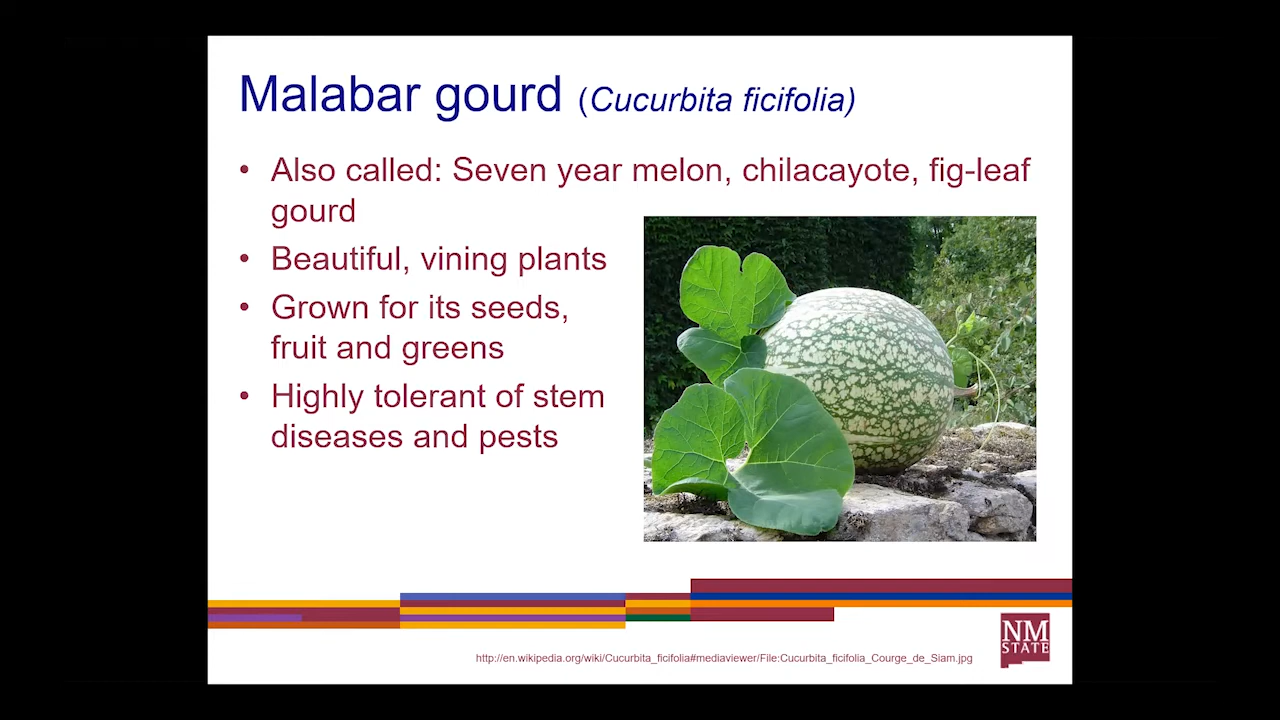 Malabar gourd (Cucurbita ficifolia)
• Also called: Seven year melon, chilacayote, fig-leaf
gourd
• Beautiful, vining plants
• Grown for its seeds,
fruit and greens
• Highly tolerant of stem
diseases and pests
NM
STATE
http://en.wikipedia.org/wiki/Cucurbita_ficifolia#mediaviewer/File:Cucurbita_ficifolia_Courge_de_Siam.jpg